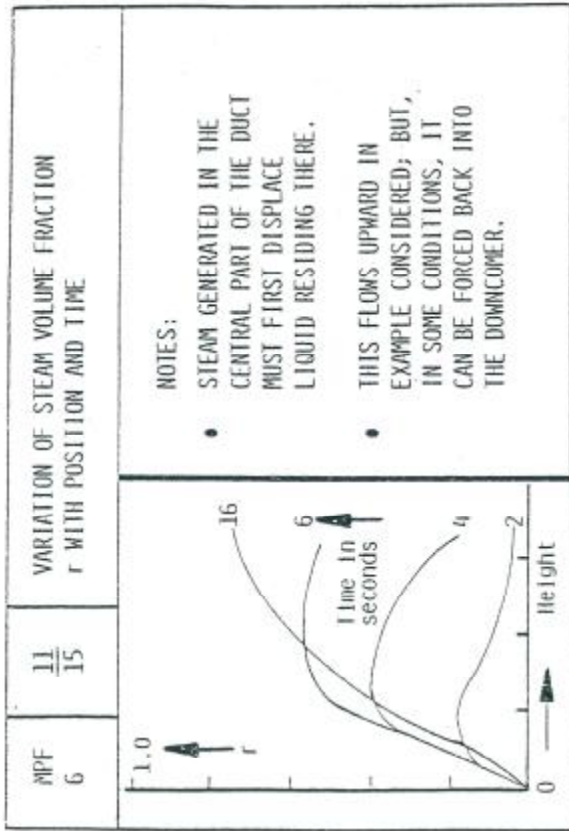 MPF
6
11
15
VARIATION OF STEAM VOLUME FRACTION
r WITH POSITION AND TIME
1.0
r
16
6
Time in
seconds
4
2
0
Height
NOTES:
• STEAM GENERATED IN THE
CENTRAL PART OF THE DUCT
MUST FIRST DISPLACE
LIQUID RESIDING THERE.
• THIS FLOWS UPWARD IN
EXAMPLE CONSIDERED; BUT,
IN SOME CONDITIONS, IT
CAN BE FORCED BACK INTO
THE DOWNCOMER.